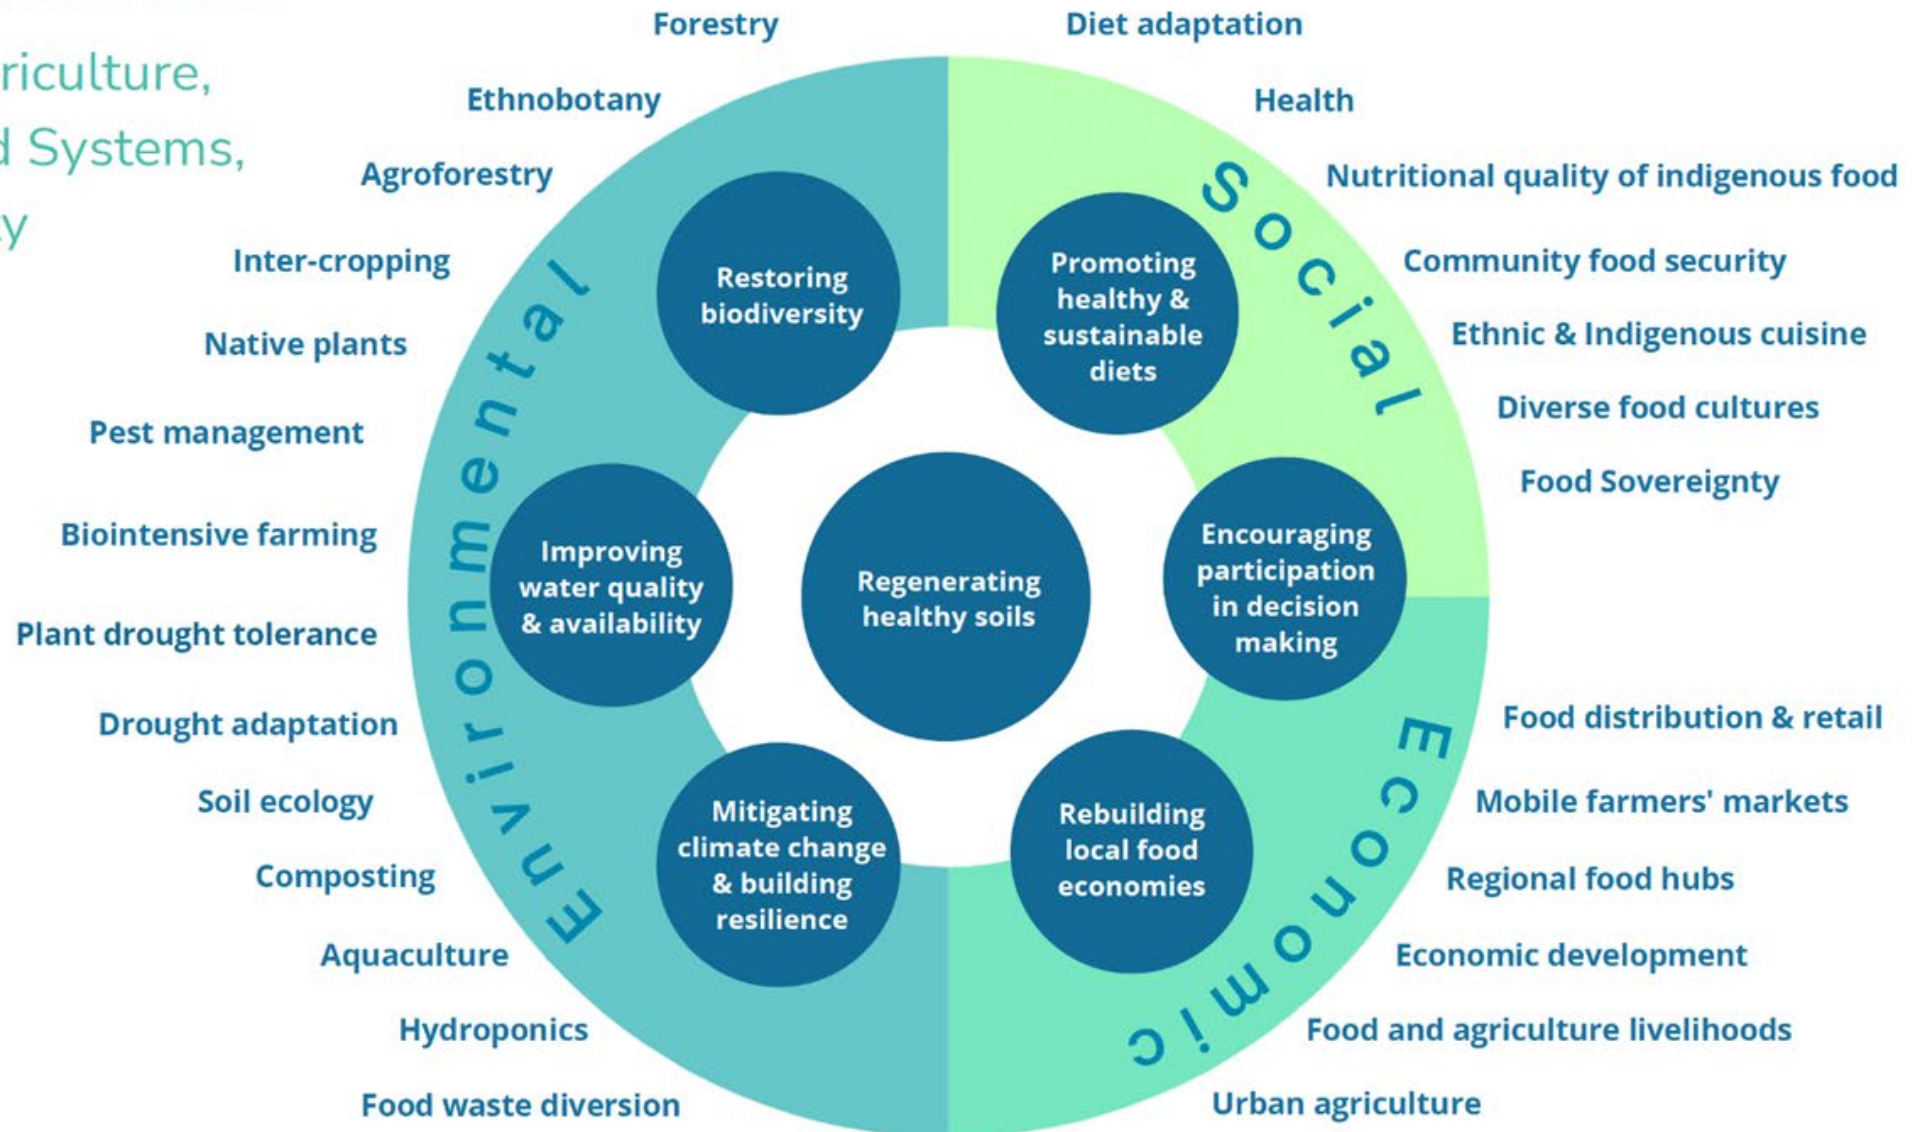 Systems,
Forestry
Ethnobotany
Agroforestry
Inter-cropping
Native plants
Pest management
Biointensive farming
Plant drought tolerance
Drought adaptation
Soil ecology
Composting
Aquaculture
Hydroponics
Food waste diversion
Environmental
Restoring
biodiversity
Improving
water quality
& availability
Mitigating
climate change
& building
resilience
Regenerating
healthy soils
Promoting
healthy &
sustainable
diets
Encouraging
participation
in decision
making
Rebuilding
local food
economies
Social
Diet adaptation
Health
Nutritional quality of indigenous food
Community food security
Ethnic & Indigenous cuisine
Diverse food cultures
Food Sovereignty
Economic
Food distribution & retail
Mobile farmers' markets
Regional food hubs
Economic development
Food and agriculture livelihoods
Urban agriculture